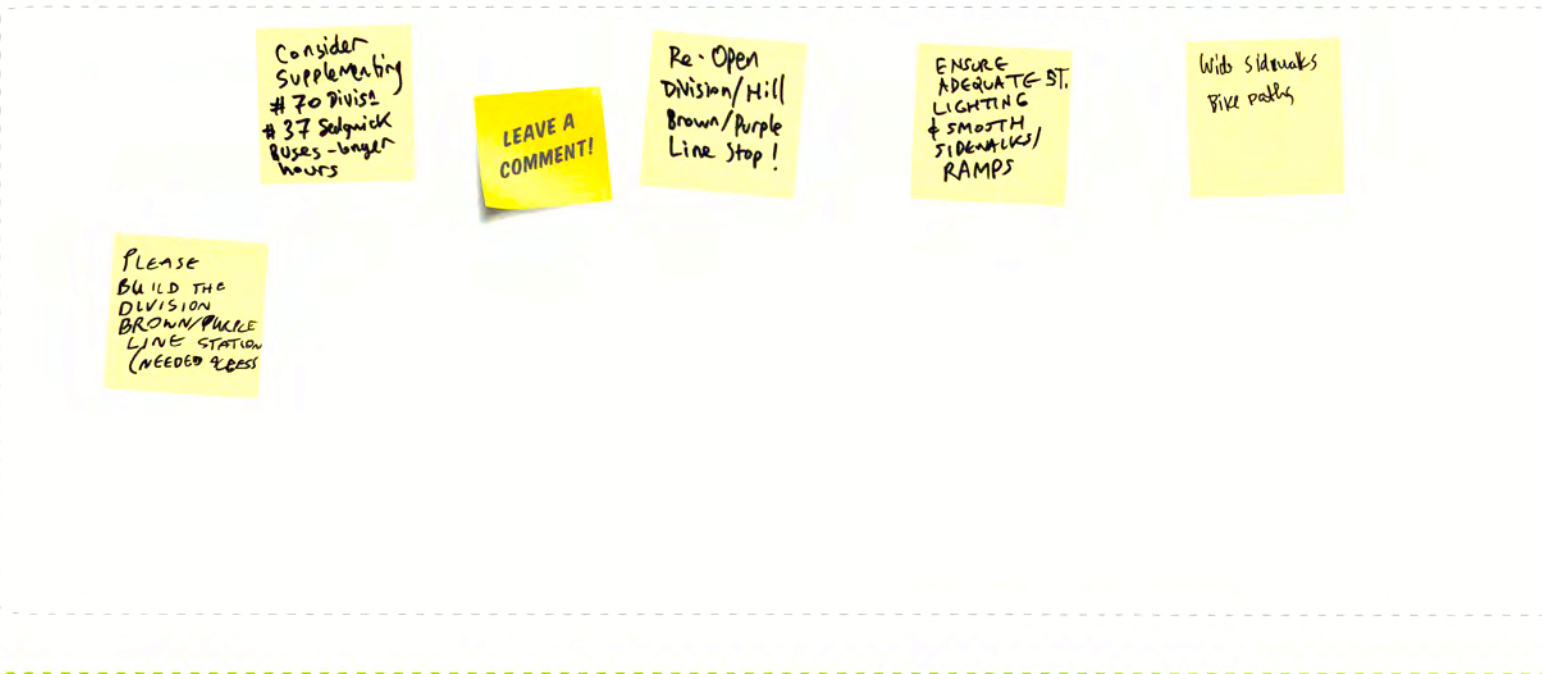 Consider
Supplementing
# 70 Divisn
# 37 Sedgwick
Buses - longer
hours
LEAVE A
COMMENT!
Re-Open
Division/Hill
Brown/Purple
Line Stop!
ENSURE
ADEQUATE ST.
LIGHTING
& SMOOTH
SIDEWALKS/
RAMPS
Wide sidewalks
Bike paths
PLEASE
BUILD THE
DIVISION
BROWN/PURPLE
LINE STATION
(NEEDED ACCESS